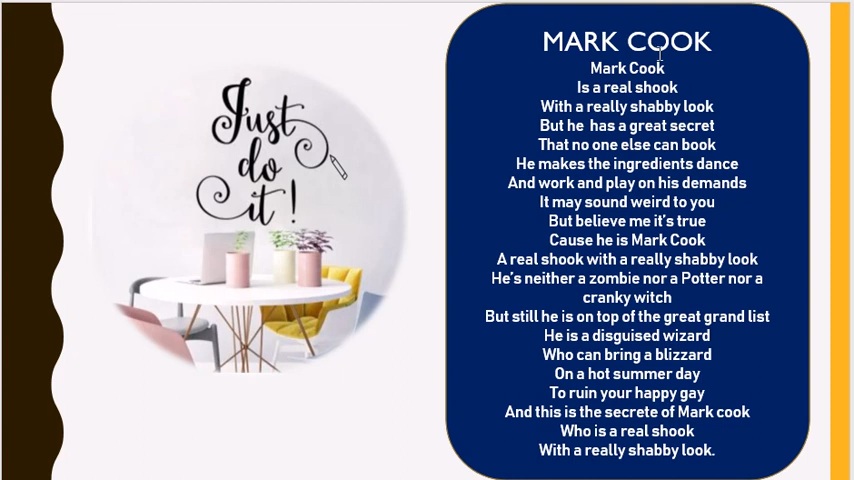 Just
do
it!
MARK COOK
Mark Cook
Is a real shook
With a really shabby look
But he has a great secret
That no one else can book
He makes the ingredients dance
And work and play on his demands
It may sound weird to you
But believe me it's true
Cause he is Mark Cook
A real shook with a really shabby look
He's neither a zombie nor a Potter nor a
cranky witch
But still he is on top of the great grand list
He is a disguised wizard
Who can bring a blizzard
On a hot summer day
To ruin your happy gay
And this is the secrete of Mark cook
Who is a real shook
With a really shabby look.